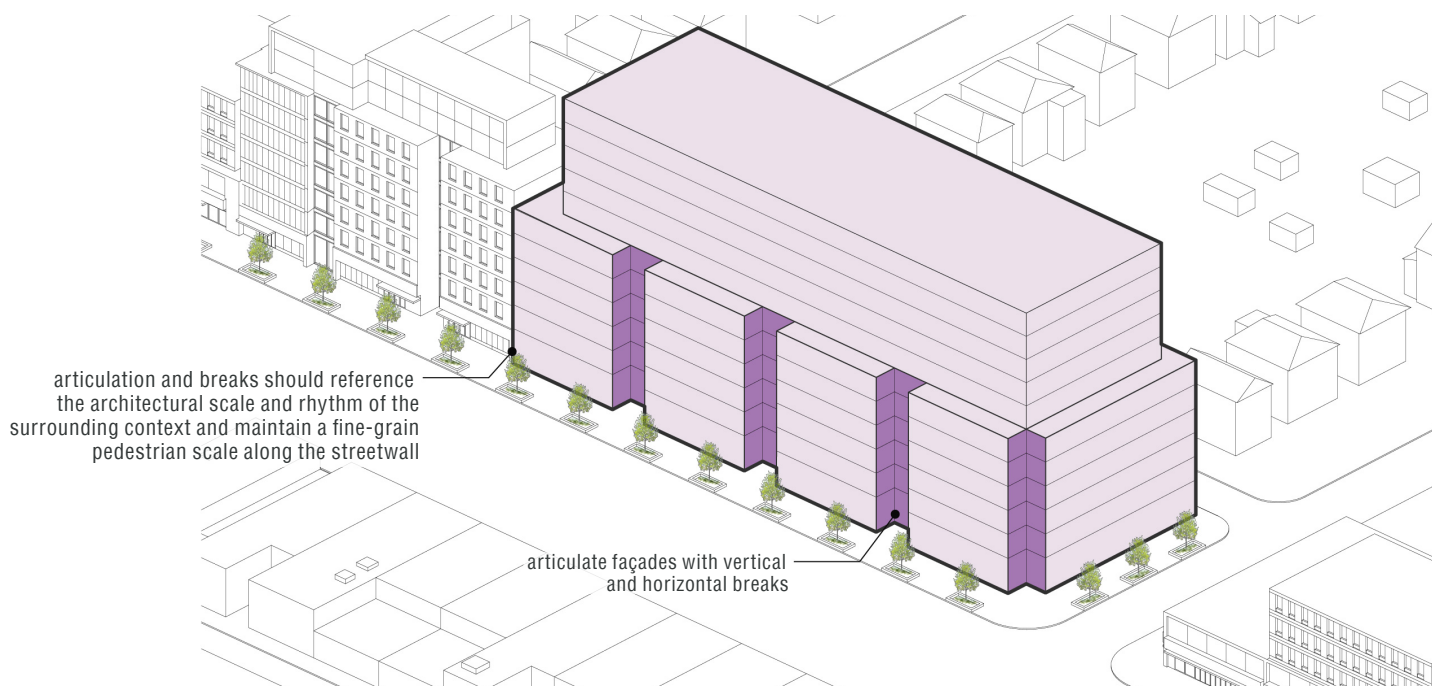 articulation and breaks should reference
the architectural scale and rhythm of the
surrounding context and maintain a fine-grain
pedestrian scale along the streetwall
articulate façades with vertical
and horizontal breaks